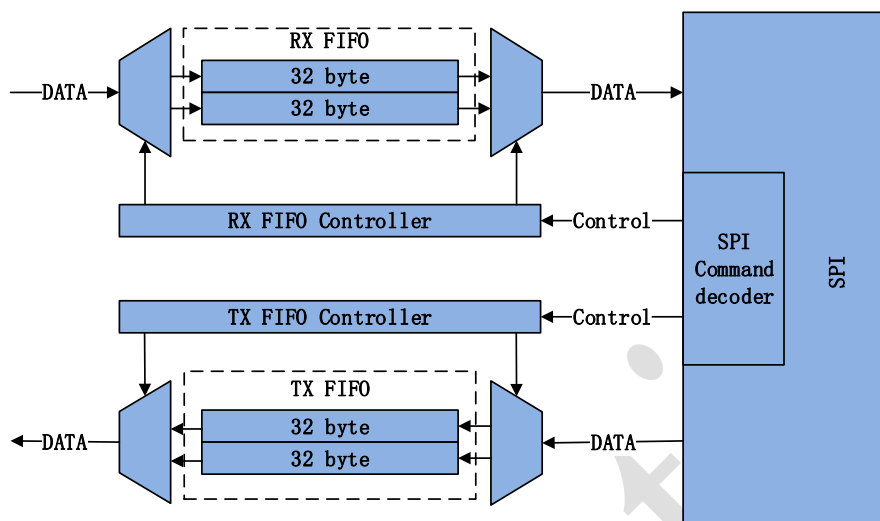 RX FIFO
32 byte
32 byte
DATA
DATA
RX FIFO Controller
Control
SPI
Command
decoder
SPI
TX FIFO Controller
Control
TX FIFO
32 byte
32 byte
DATA
DATA